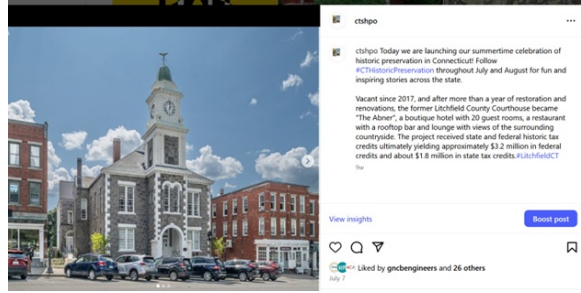 ctshpo
ctshpo Today we are launching our summertime celebration of
historic preservation in Connecticut! Follow
#CTHistoricPreservation throughout July and August for fun and
inspiring stories across the state.
Vacant since 2017, and after more than a year of restoration and
renovations, the former Litchfield County Courthouse became
"The Abner", a boutique hotel with 20 guest rooms, a restaurant
with a rooftop bar and lounge with views of the surrounding
countryside. The project received state and federal historic tax
credits ultimately yielding approximately $3.2 million in federal
credits and about $1.8 million in state tax credits.#LitchfieldCT
9w
View insights
Boost post
Liked by gncbengineers and 26 others
July 7